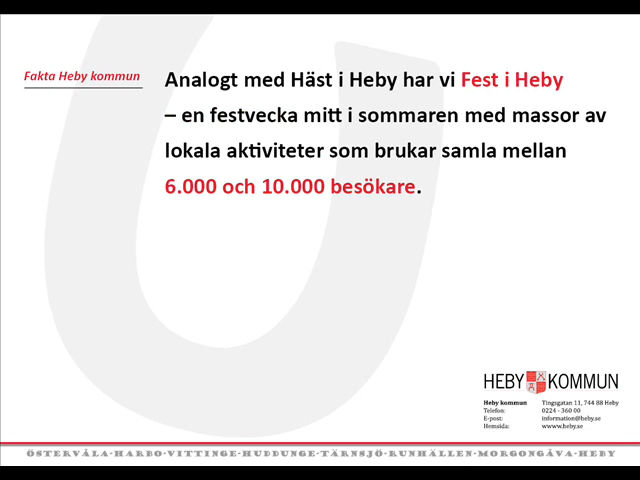 Fakta Heby kommun
Analogt med Häst i Heby har vi Fest i Heby
– en festvecka mitt i sommaren med massor av
lokala aktiviteter som brukar samla mellan
6.000 och 10.000 besökare.
HEBY KOMMUN
Heby kommun Tingsgatan 11, 744 88 Heby
Telefon: 0224 - 360 00
E-post: information@heby.se
Hemsida: wwww.heby.se
ÖSTERVÅLA-HARBO-VITTINGE-HUDDUNGE-TÄRNSJÖ-RUNHÄLLEN-MORGONGÅVA-HEBY